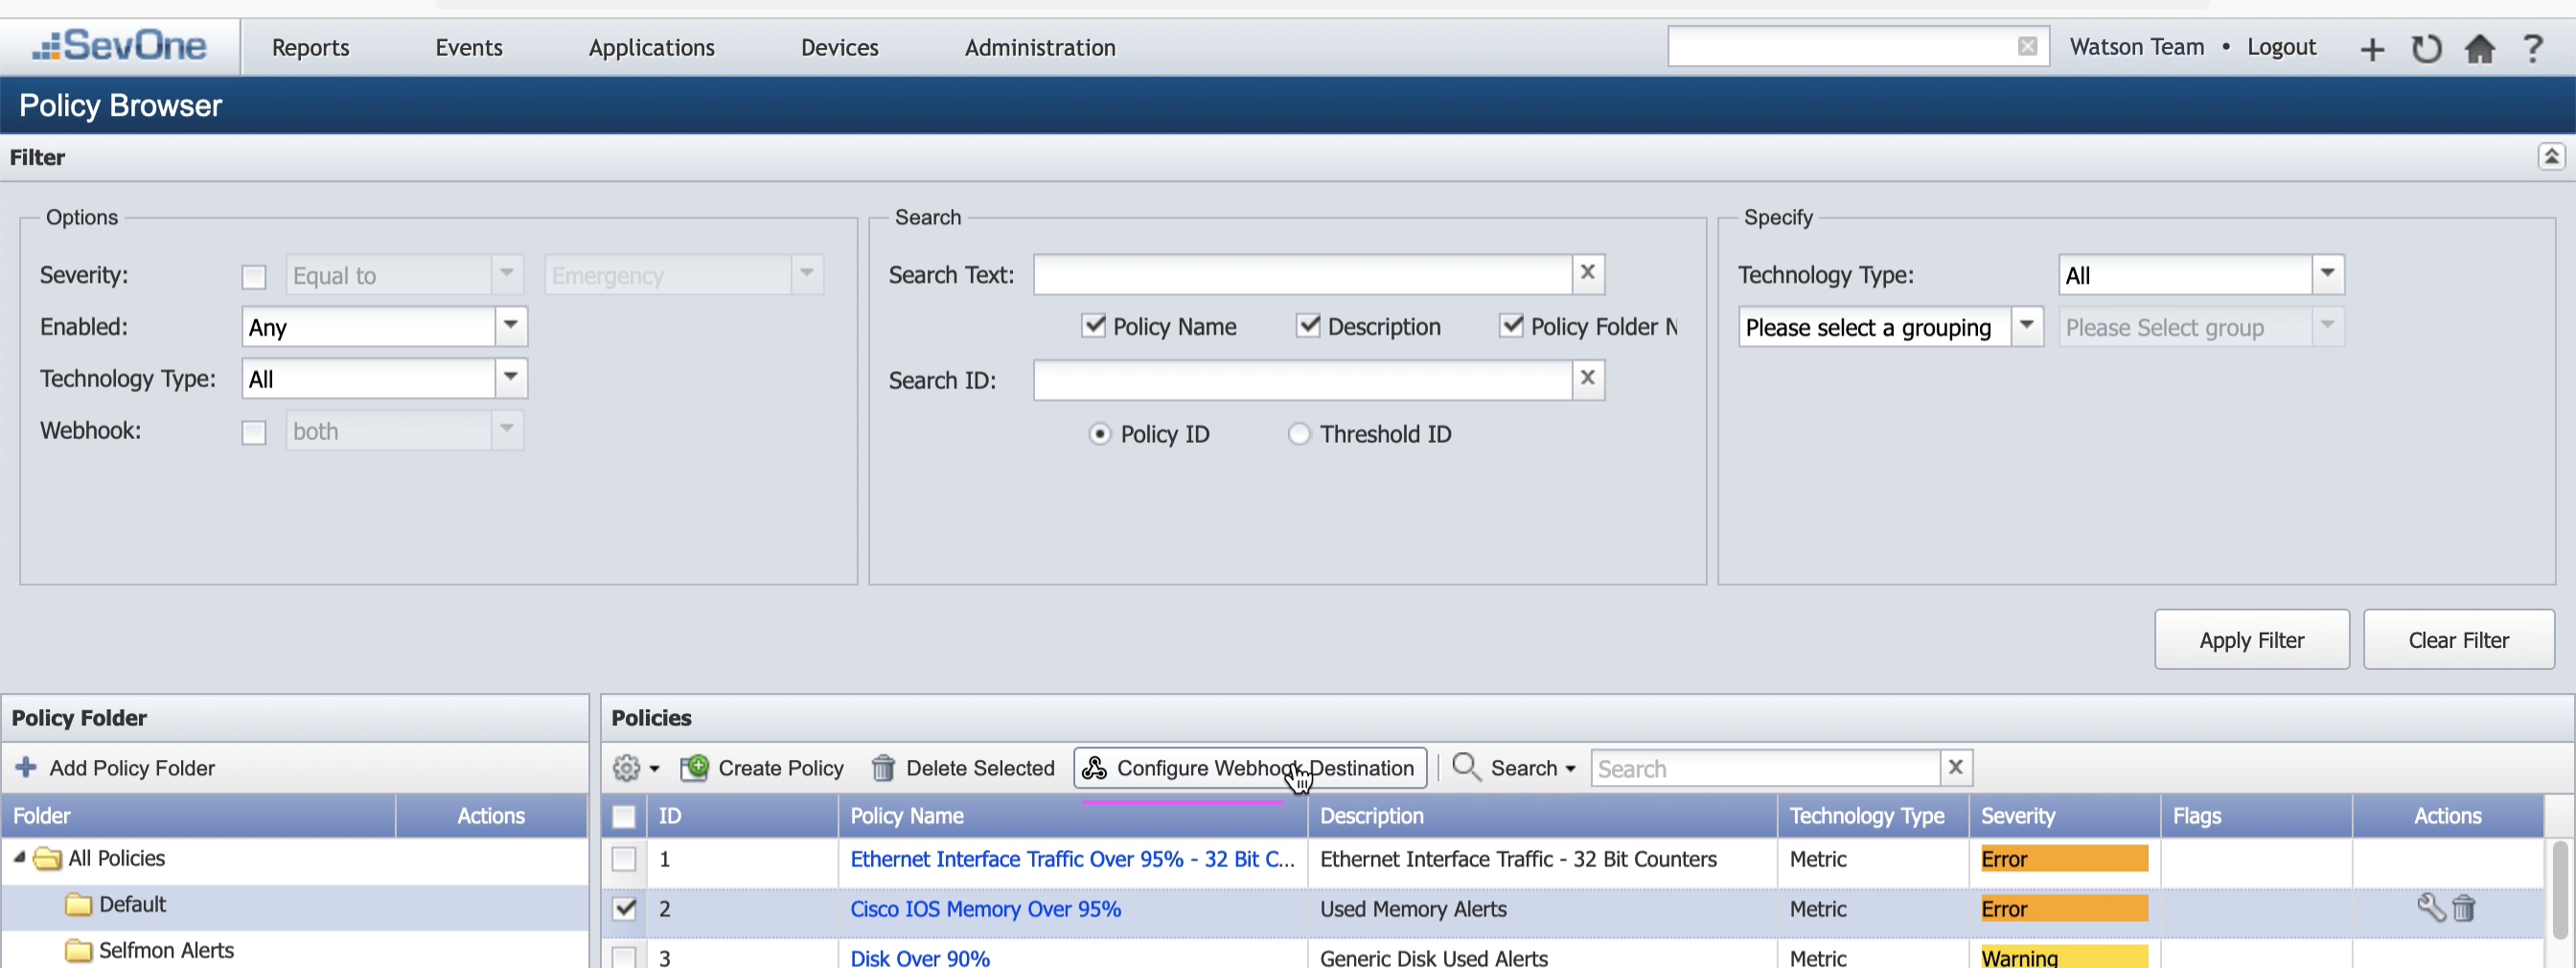 SevOne Reports Events Applications Devices Administration Watson Team • Logout
Policy Browser
Filter
Options Search Specify
Severity: Equal to Emergency Search Text: Technology Type: All
Enabled: Any Policy Name Description Policy Folder N Please select a grouping Please Select group
Technology Type: All Search ID:
Webhook: both Policy ID Threshold ID
Apply Filter Clear Filter
Policy Folder Policies
Add Policy Folder Create Policy Delete Selected Configure Webhook Destination Search Search
Folder Actions ID Policy Name Description Technology Type Severity Flags Actions
All Policies 1 Ethernet Interface Traffic Over 95% - 32 Bit C... Ethernet Interface Traffic - 32 Bit Counters Metric Error
Default 2 Cisco IOS Memory Over 95% Used Memory Alerts Metric Error
Selfmon Alerts 3 Disk Over 90% Generic Disk Used Alerts Metric Warning